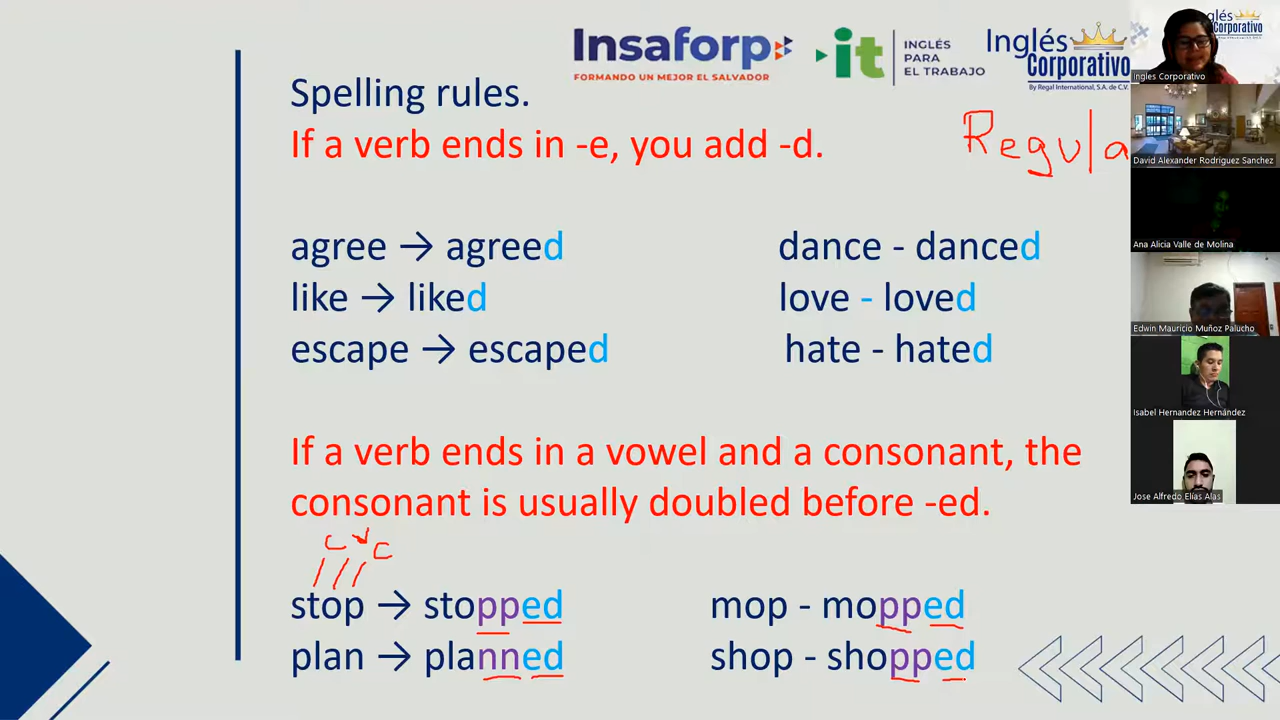 Insaforp
FORMANDO UN MEJOR EL SALVADOR
it
INGLÉS
PARA
EL TRABAJO
Inglés
Corporativo
By Regal International, S.A. de C.V.
Spelling rules.
If a verb ends in -e, you add -d.
Regula
agree → agreed
dance - danced
like → liked
love - loved
escape → escaped
hate - hated
If a verb ends in a vowel and a consonant, the
consonant is usually doubled before -ed.
c v c
stop → stopped
mop - mopped
plan → planned
shop - shopped
glés
Corporativo
Ingles Corporativo
David Alexander Rodriguez Sanchez
Ana Alicia Valle de Molina
Edwin Mauricio Muñoz Palucho
Isabel Hernandez Hernández
Jose Alfredo Elías Alas